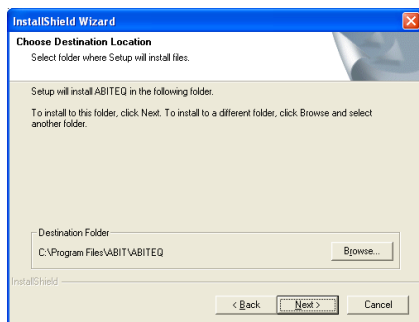 InstallShield Wizard
Choose Destination Location
Select folder where Setup will install files.
Setup will install ABITEQ in the following folder.
To install to this folder, click Next. To install to a different folder, click Browse and select
another folder.
Destination Folder
C:\Program Files\ABIT\ABITEQ
Browse...
InstallShield
< Back
Next >
Cancel